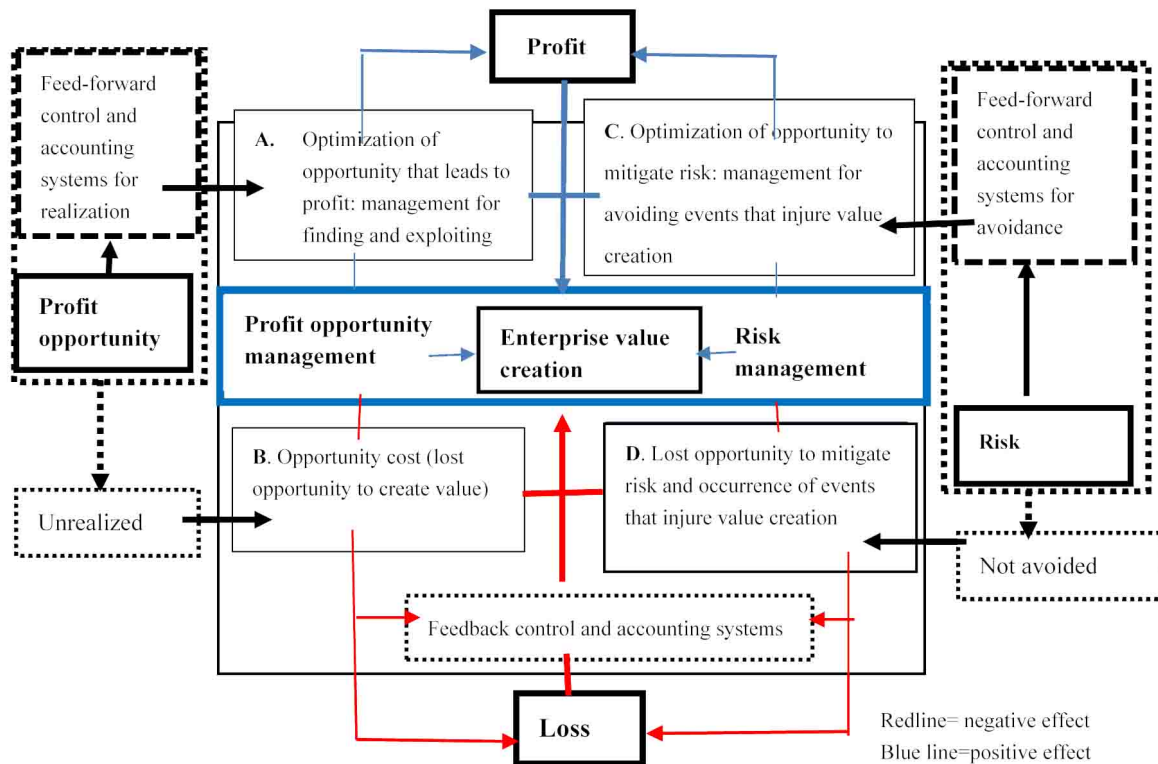 Profit
Feed-forward
control and
accounting
systems for
realization
Profit
opportunity
Unrealized
A. Optimization of
opportunity that leads to
profit: management for
finding and exploiting
C. Optimization of opportunity to
mitigate risk: management for
avoiding events that injure value
creation
Feed-forward
control and
accounting
systems for
avoidance
Risk
Not avoided
Profit opportunity
management
Enterprise value
creation
Risk
management
B. Opportunity cost (lost
opportunity to create value)
D. Lost opportunity to mitigate
risk and occurrence of events
that injure value creation
Feedback control and accounting systems
Loss
Redline= negative effect
Blue line=positive effect